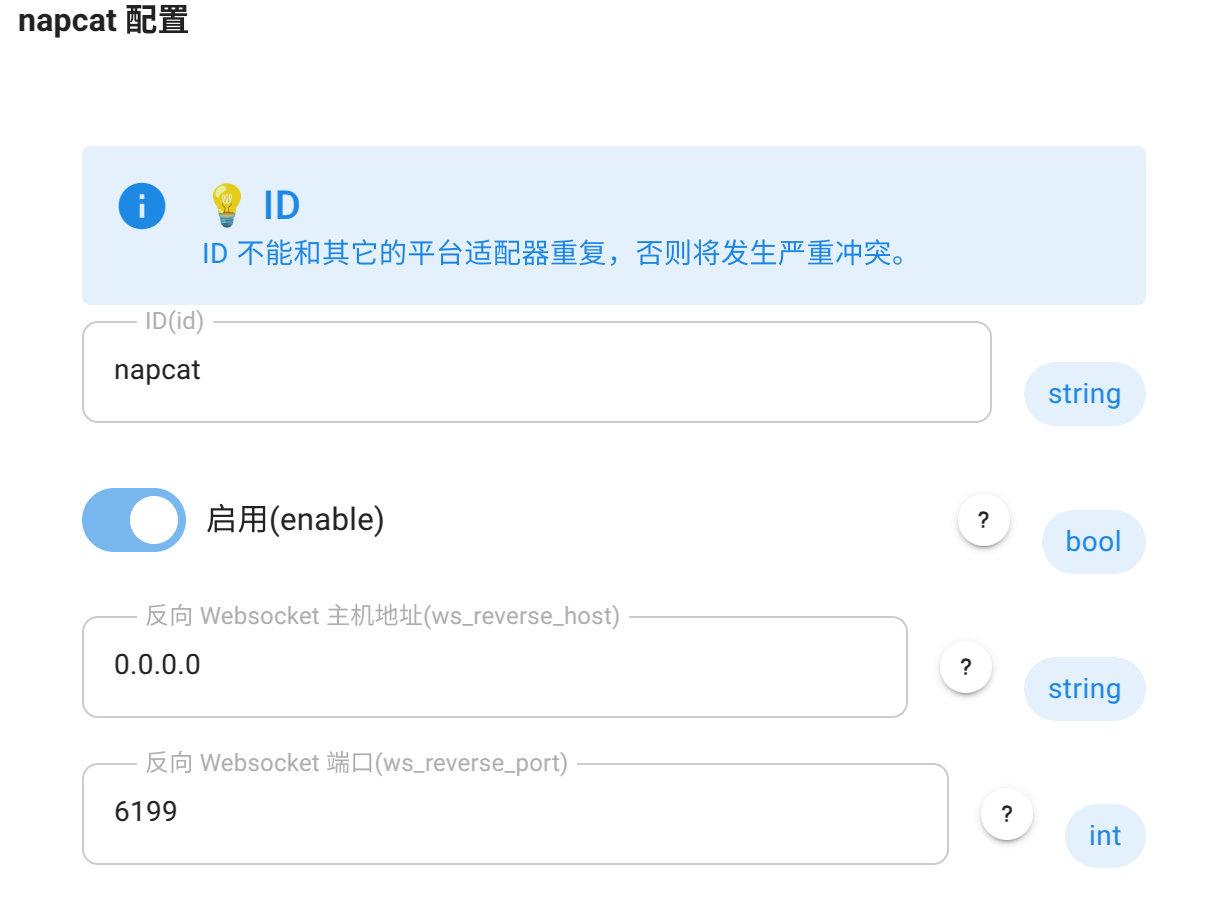 napcat 配置
💡 ID
ID 不能和其它的平台适配器重复，否则将发生严重冲突。
ID(id)
napcat
string
启用(enable)
?
bool
反向 Websocket 主机地址(ws_reverse_host)
0.0.0.0
?
string
反向 Websocket 端口(ws_reverse_port)
6199
?
int